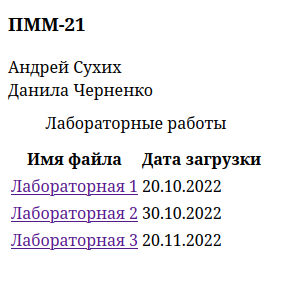 ПММ-21
Андрей Сухих
Данила Черненко
Лабораторные работы
Имя файла Дата загрузки
Лабораторная 1 20.10.2022
Лабораторная 2 30.10.2022
Лабораторная 3 20.11.2022